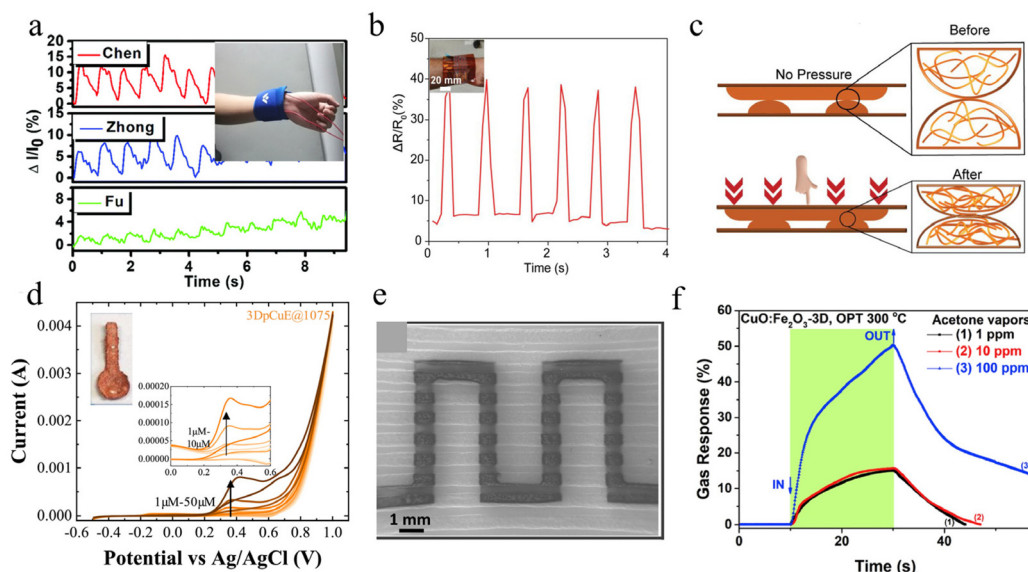 a
Chen
Zhong
Fu
Δ I/I0 (%)
20
15
10
5
0
15
10
5
0
8
4
0
0 2 4 6 8
Time (s)
b
20 mm
ΔR/R0(%)
50
40
30
20
10
0
0 1 2 3 4
Time (s)
c
Before
No Pressure
After
d
3DpCuE@1075
Current (A)
0.004
0.003
0.002
0.001
0.000
0.00020
0.00015
0.00010
0.00005
0.00000
1μM-
10μM
0.0 0.2 0.4 0.6
1μM-50μM
-0.6 -0.4 -0.2 0.0 0.2 0.4 0.6 0.8 1.0
Potential vs Ag/AgCl (V)
e
1 mm
f
CuO:Fe2O3-3D, OPT 300 °C
OUT
Acetone vapors
(1) 1 ppm
(2) 10 ppm
(3) 100 ppm
Gas Response (%)
60
50
40
30
20
10
0
IN
(1)
(2)
(3
0 20 40
Time (s)